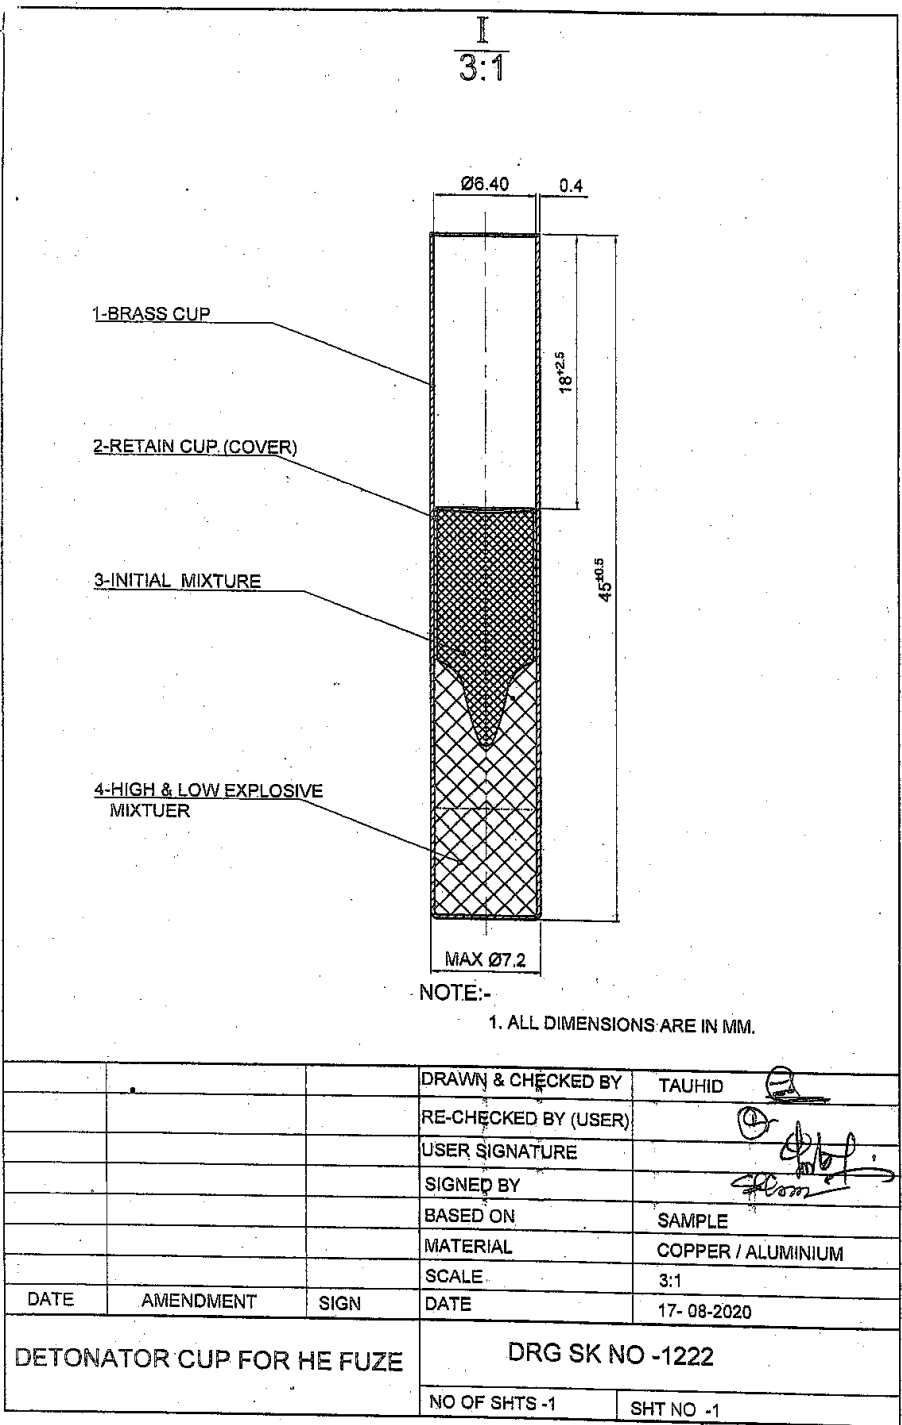 I
3:1
Ø6.40
0.4
1-BRASS CUP
18+2.5
2-RETAIN CUP (COVER)
3-INITIAL MIXTURE
45±0.5
4-HIGH & LOW EXPLOSIVE
MIXTUER
MAX Ø7.2
NOTE:-
1. ALL DIMENSIONS ARE IN MM.
DRAWN & CHECKED BY TAUHID
RE-CHECKED BY (USER)
USER SIGNATURE
SIGNED BY
BASED ON SAMPLE
MATERIAL COPPER / ALUMINIUM
SCALE 3:1
DATE AMENDMENT SIGN DATE 17-08-2020
DETONATOR CUP FOR HE FUZE
DRG SK NO -1222
NO OF SHTS -1 SHT NO -1